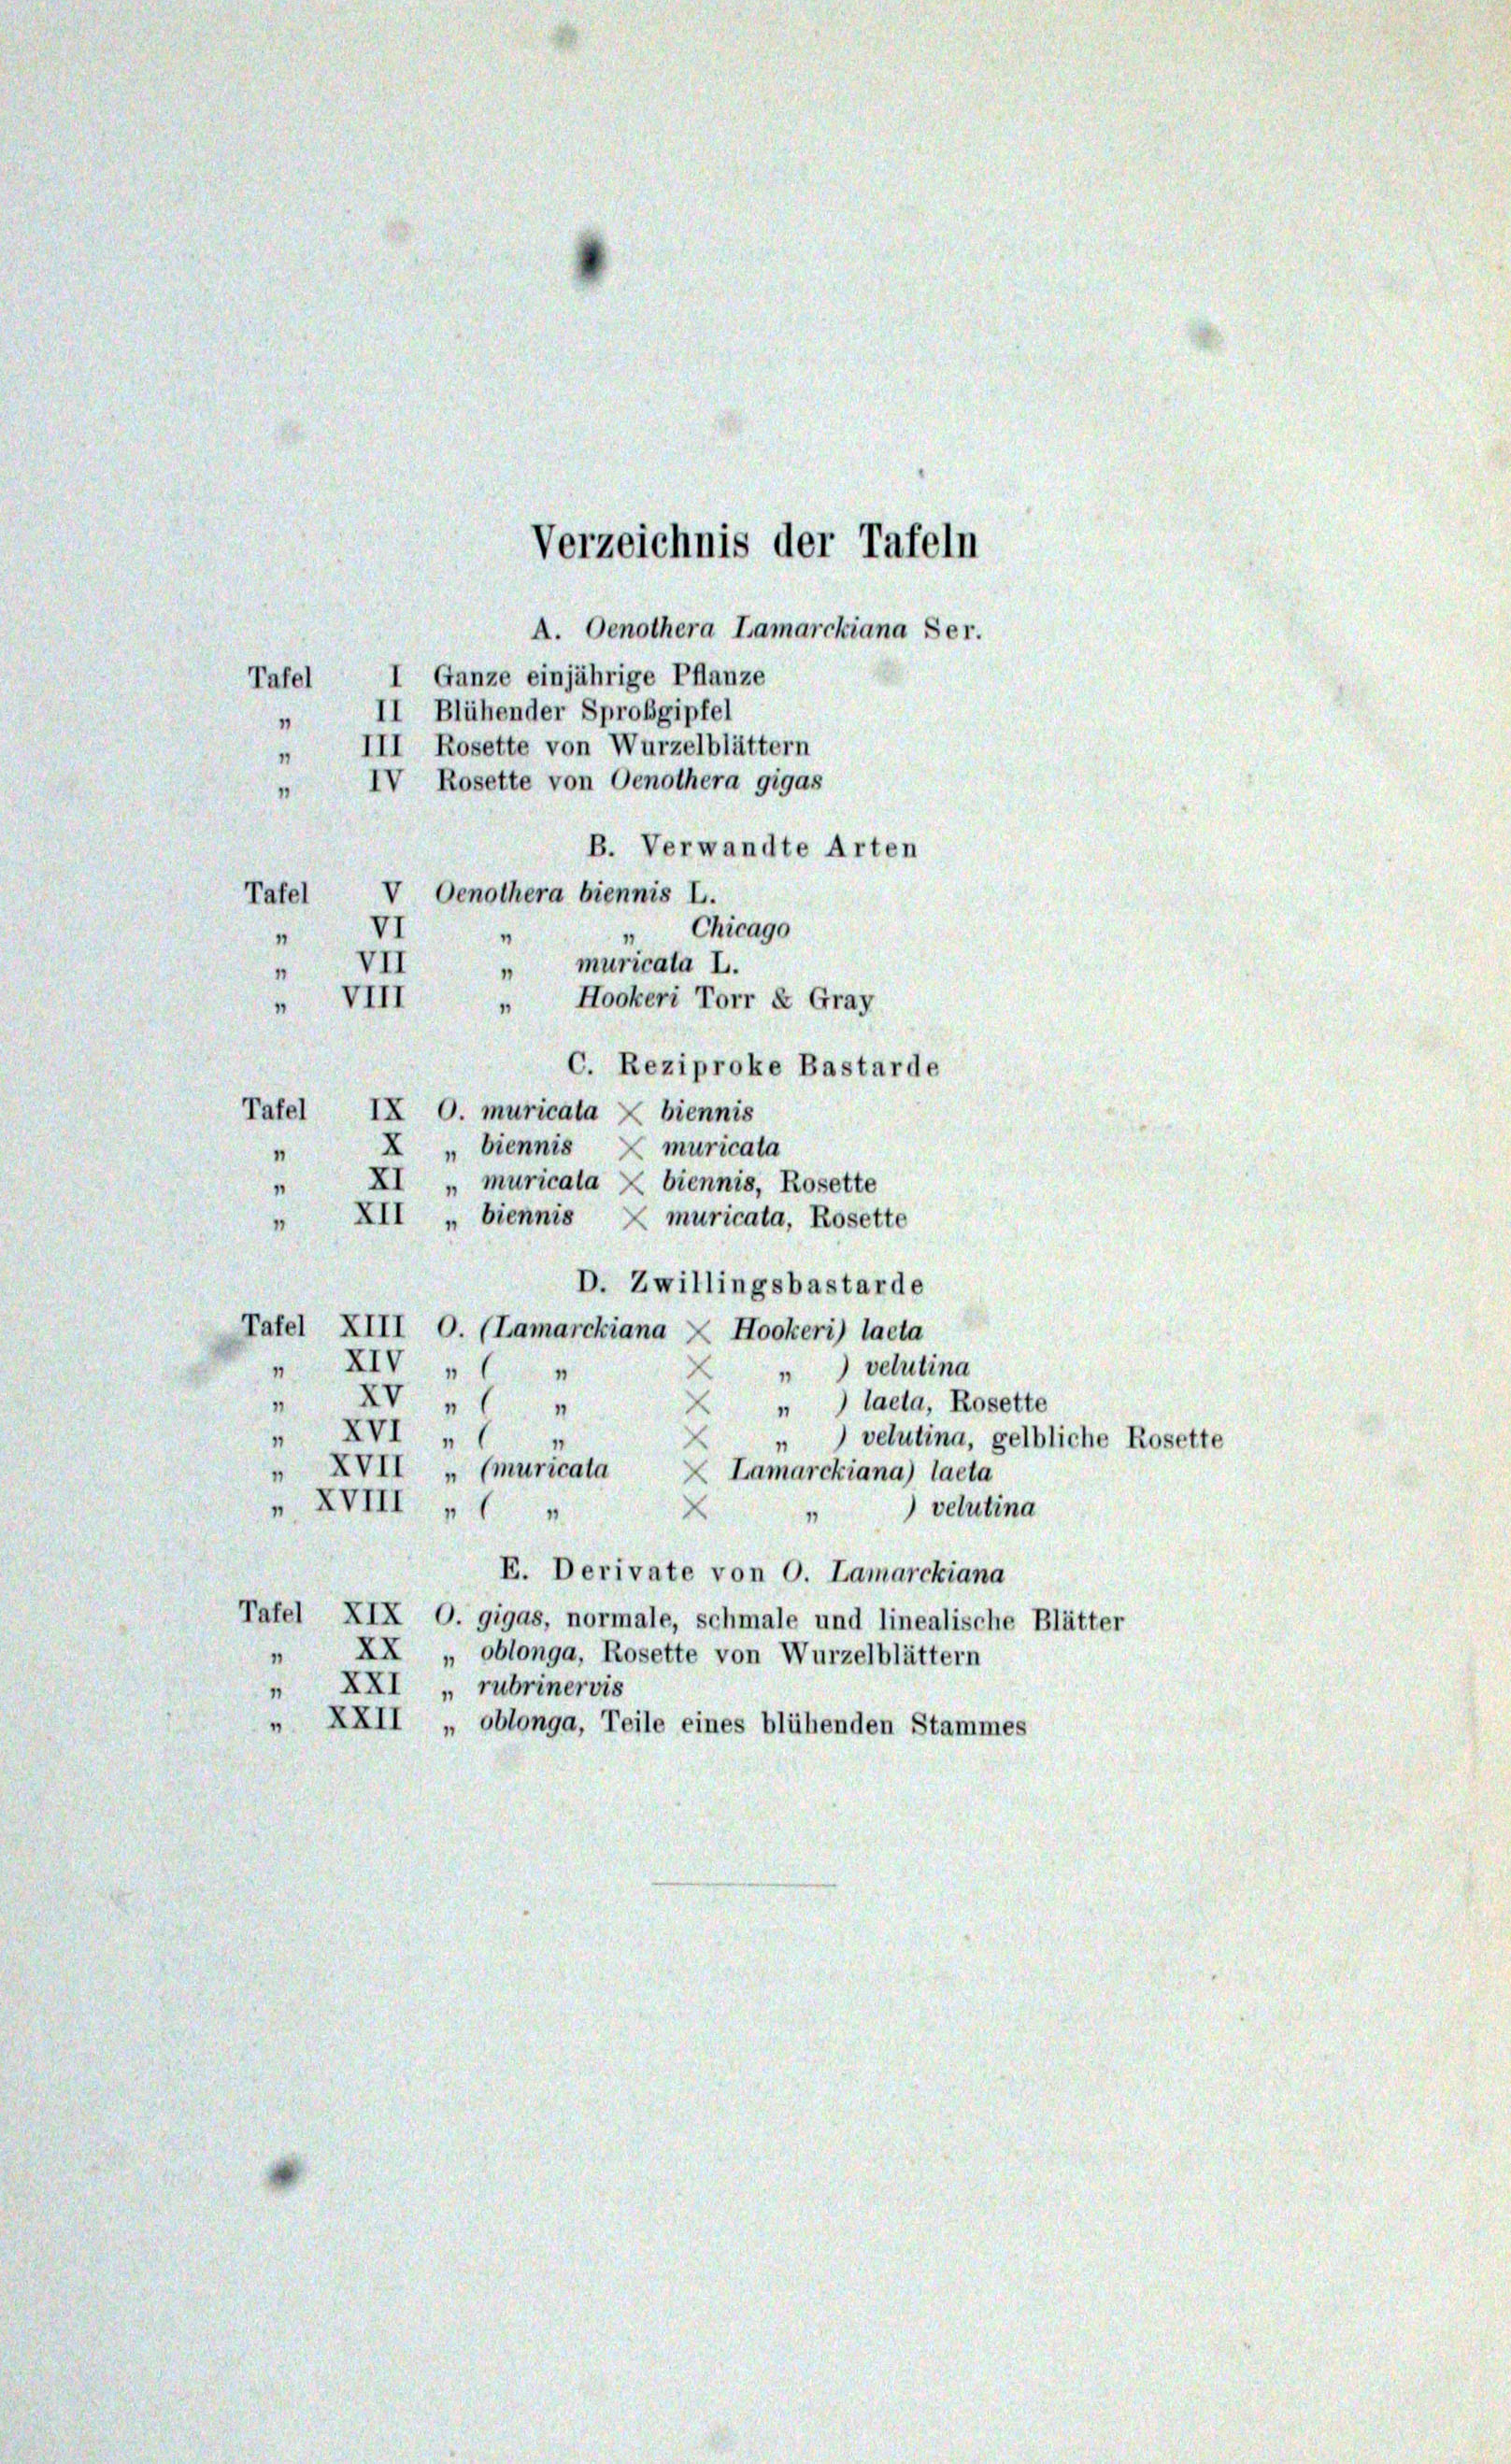 Verzeichnis der Tafeln
A. Oenothera Lamarckiana Ser.
Tafel I Ganze einjährige Pflanze
„ II Blühender Sproßgipfel
„ III Rosette von Wurzelblättern
„ IV Rosette von Oenothera gigas
B. Verwandte Arten
Tafel V Oenothera biennis L.
„ VI „ „ Chicago
„ VII „ muricata L.
„ VIII „ Hookeri Torr & Gray
C. Reziproke Bastarde
Tafel IX O. muricata × biennis
„ X „ biennis × muricata
„ XI „ muricata × biennis, Rosette
„ XII „ biennis × muricata, Rosette
D. Zwillingsbastarde
Tafel XIII O. (Lamarckiana × Hookeri) laeta
„ XIV „ ( „ × „ ) velutina
„ XV „ ( „ × „ ) laeta, Rosette
„ XVI „ ( „ × „ ) velutina, gelbliche Rosette
„ XVII „ (muricata × Lamarckiana) laeta
„ XVIII „ ( „ × „ ) velutina
E. Derivate von O. Lamarckiana
Tafel XIX O. gigas, normale, schmale und linealische Blätter
„ XX „ oblonga, Rosette von Wurzelblättern
„ XXI „ rubrinervis
„ XXII „ oblonga, Teile eines blühenden Stammes